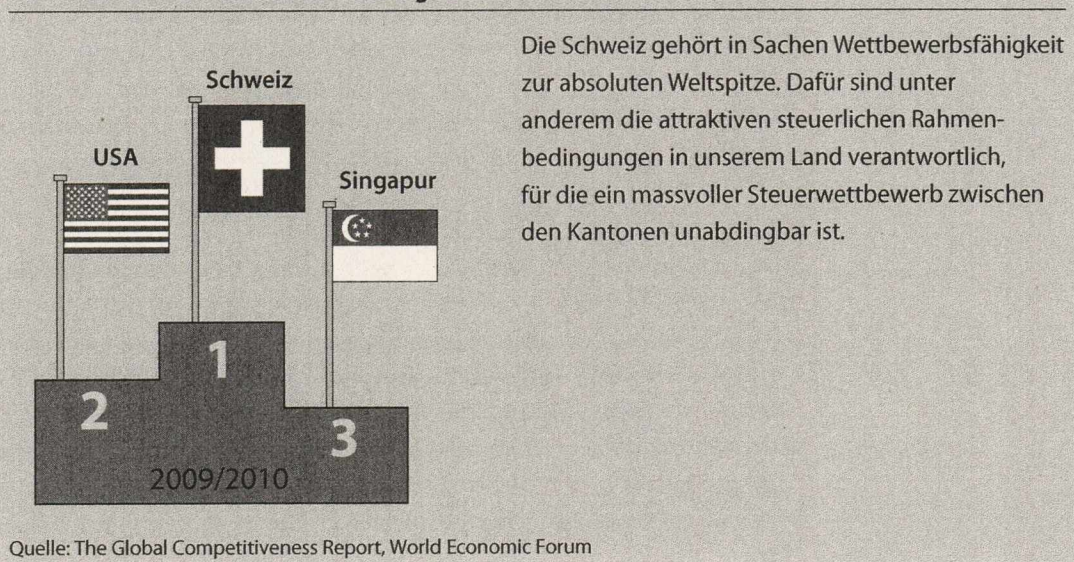 Die Schweiz gehört in Sachen Wettbewerbsfähigkeit
zur absoluten Weltspitze. Dafür sind unter
anderem die attraktiven steuerlichen Rahmen-
bedingungen in unserem Land verantwortlich,
für die ein massvoller Steuerwettbewerb zwischen
den Kantonen unabdingbar ist.
Schweiz
USA
Singapur
1
2
3
2009/2010
Quelle: The Global Competitiveness Report, World Economic Forum